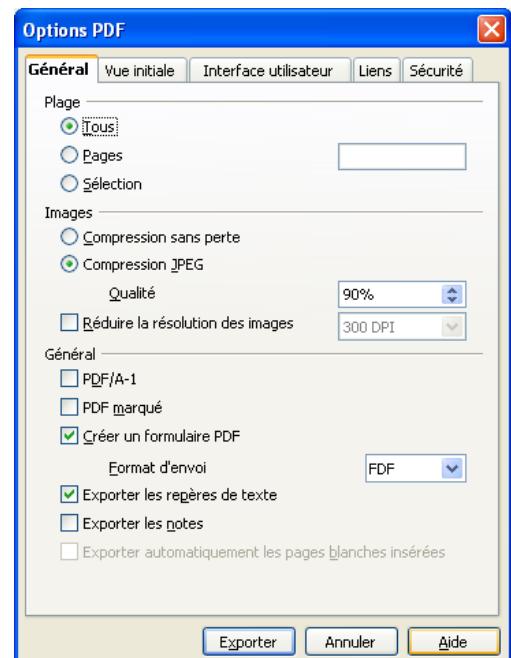 Options PDF
Général Vue initiale Interface utilisateur Liens Sécurité
Plage
Tous
Pages
Sélection
Images
Compression sans perte
Compression JPEG
Qualité 90%
Réduire la résolution des images 300 DPI
Général
PDF/A-1
PDF marqué
Créer un formulaire PDF
Format d'envoi FDF
Exporter les repères de texte
Exporter les notes
Exporter automatiquement les pages blanches insérées
Exporter Annuler Aide